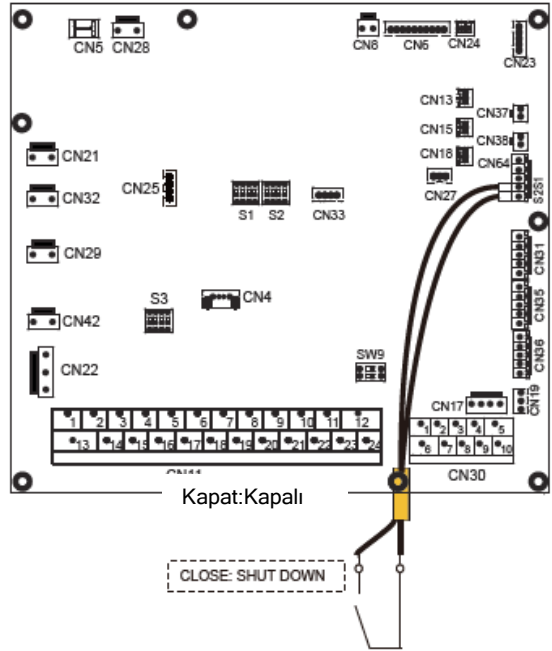 CN5 CN28 CN8 CN6 CN24 CN23
CN13 CN37
CN15 CN38
CN18 CN64
CN27 S2S1
CN21
CN32 CN25 S1 S2 CN33
CN29 CN31
S3 CN4 CN35
CN42
CN22 SW9 CN36
CN17 CN19
1 2 3 4 5 6 7 8 9 10 11 12
13 14 15 16 17 18 19 20 21 22 23 24
1 2 3 4 5
6 7 8 9 10
CN30
Kapat:Kapalı
CLOSE: SHUT DOWN